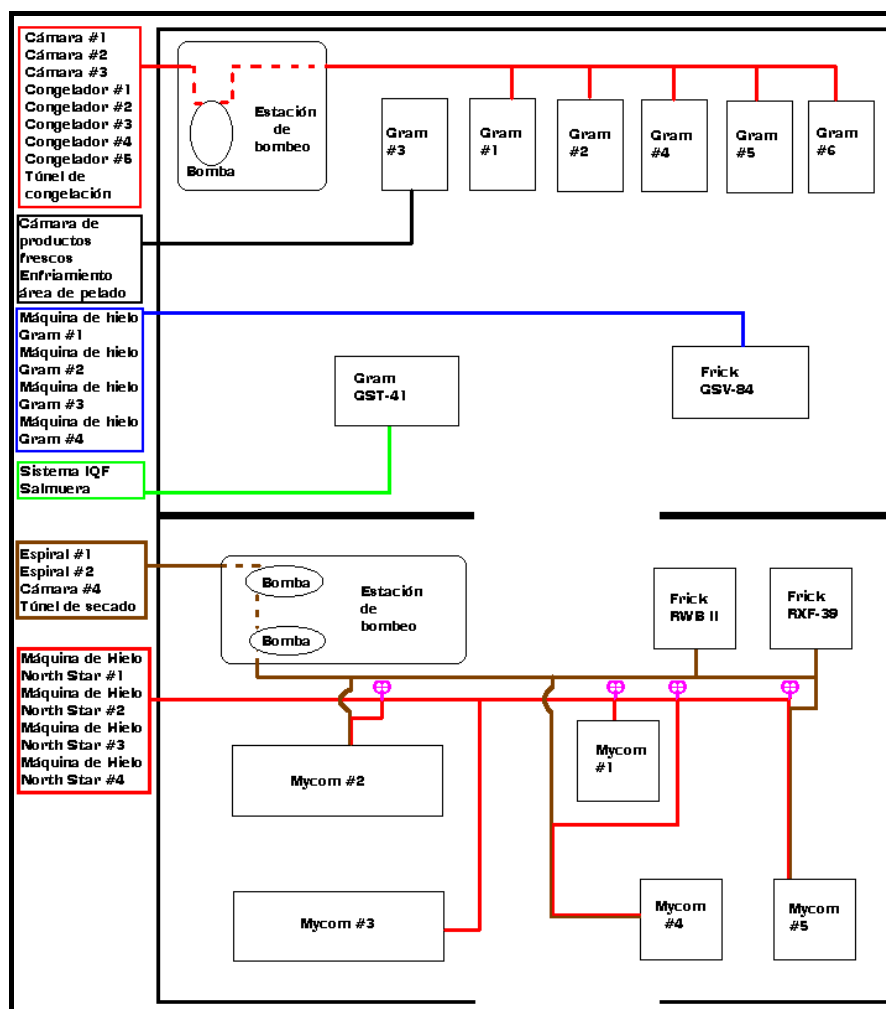 Cámara #1
Cámara #2
Cámara #3
Congelador #1
Congelador #2
Congelador #3
Congelador #4
Congelador #5
Túnel de
congelación
Estación
de
bombeo
Bomba
Gram
#3
Gram
#1
Gram
#2
Gram
#4
Gram
#5
Gram
#6
Cámara de
productos
frescos
Enfriamiento
área de pelado
Máquina de hielo
Gram #1
Máquina de hielo
Gram #2
Máquina de hielo
Gram #3
Máquina de hielo
Gram #4
Gram
GST-41
Frick
GSV-84
Sistema IQF
Salmuera
Espiral #1
Espiral #2
Cámara #4
Túnel de secado
Bomba
Bomba
Estación
de
bombeo
Frick
RWB II
Frick
RXF-39
Máquina de Hielo
North Star #1
Máquina de Hielo
North Star #2
Máquina de Hielo
North Star #3
Máquina de Hielo
North Star #4
Mycom #2
Mycom
#1
Mycom #3
Mycom
#4
Mycom
#5